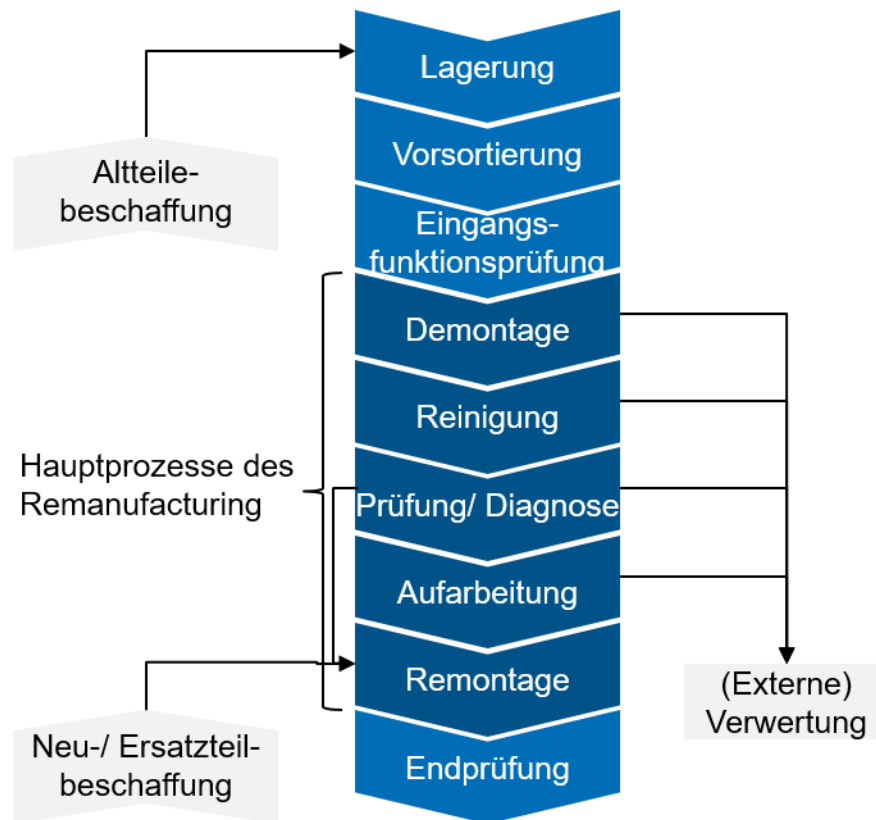 Lagerung
Vorsortierung
Altteile-
beschaffung
Eingangs-
funktionsprüfung
Demontage
Reinigung
Hauptprozesse des
Remanufacturing
Prüfung/ Diagnose
Aufarbeitung
Remontage
(Externe)
Verwertung
Neu-/ Ersatzteil-
beschaffung
Endprüfung